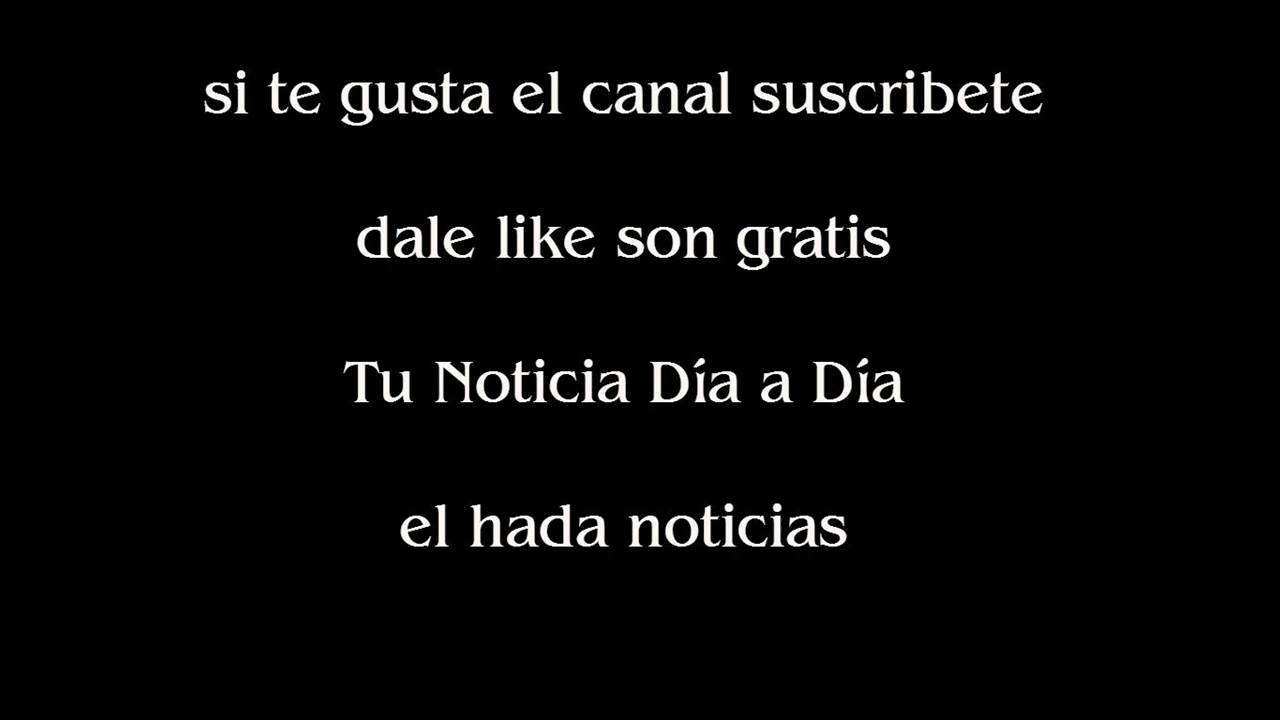 si te gusta el canal suscribete
dale like son gratis
Tu Noticia Día a Día
el hada noticias